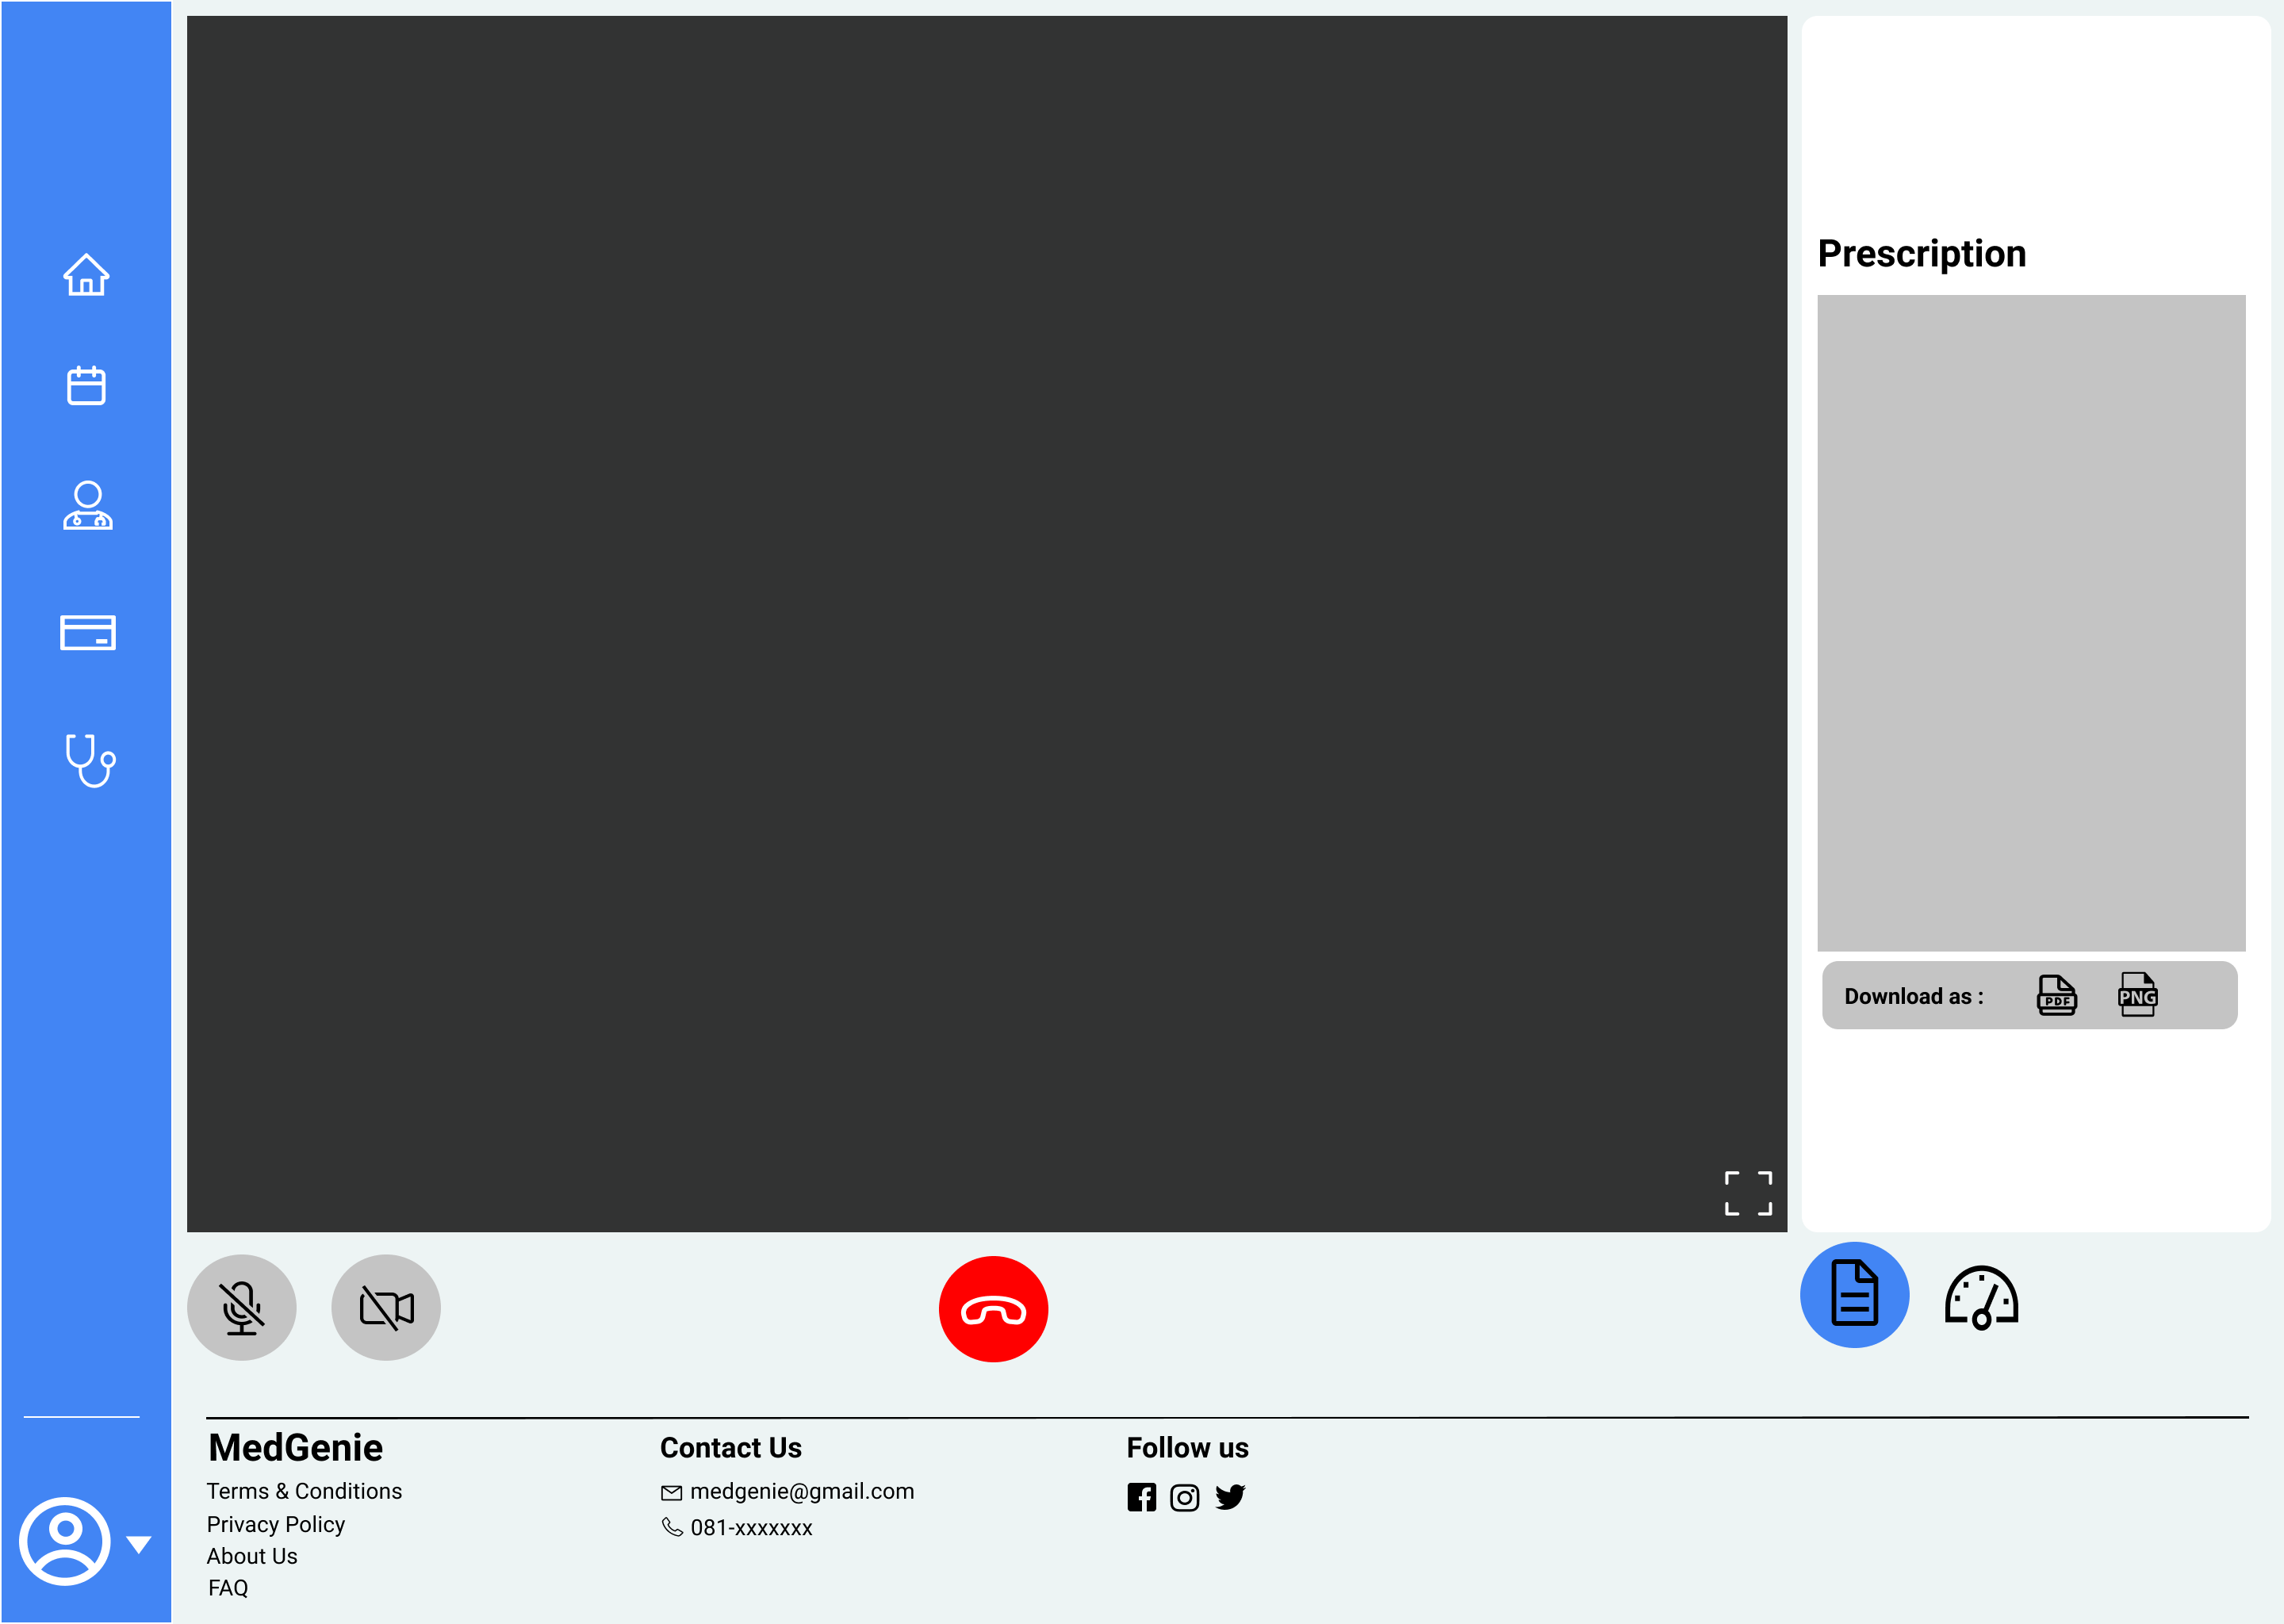 Prescription
Download as :
PDF
PNG
MedGenie
Terms & Conditions
Privacy Policy
About Us
FAQ
Contact Us
medgenie@gmail.com
081-xxxxxxx
Follow us